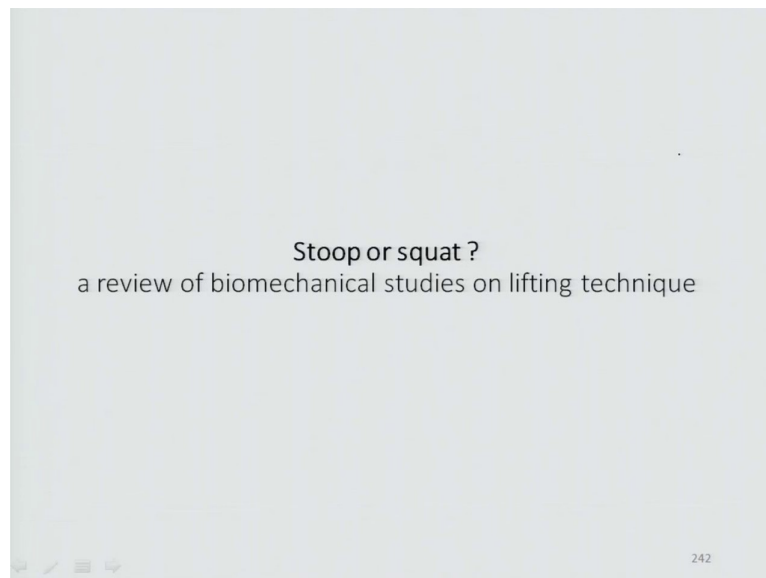 Stoop or squat ?
a review of biomechanical studies on lifting technique
242